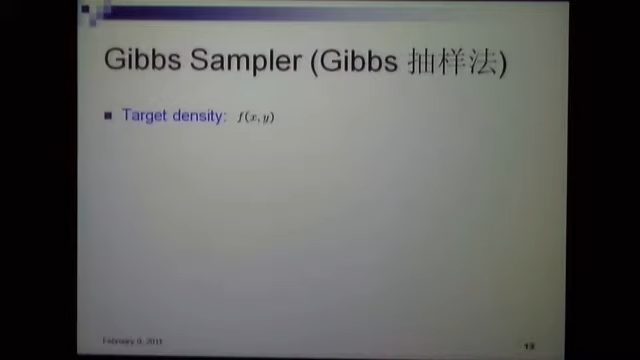 Gibbs Sampler (Gibbs 抽样法)
■ Target density: f(x, y)
February 9, 2011
13